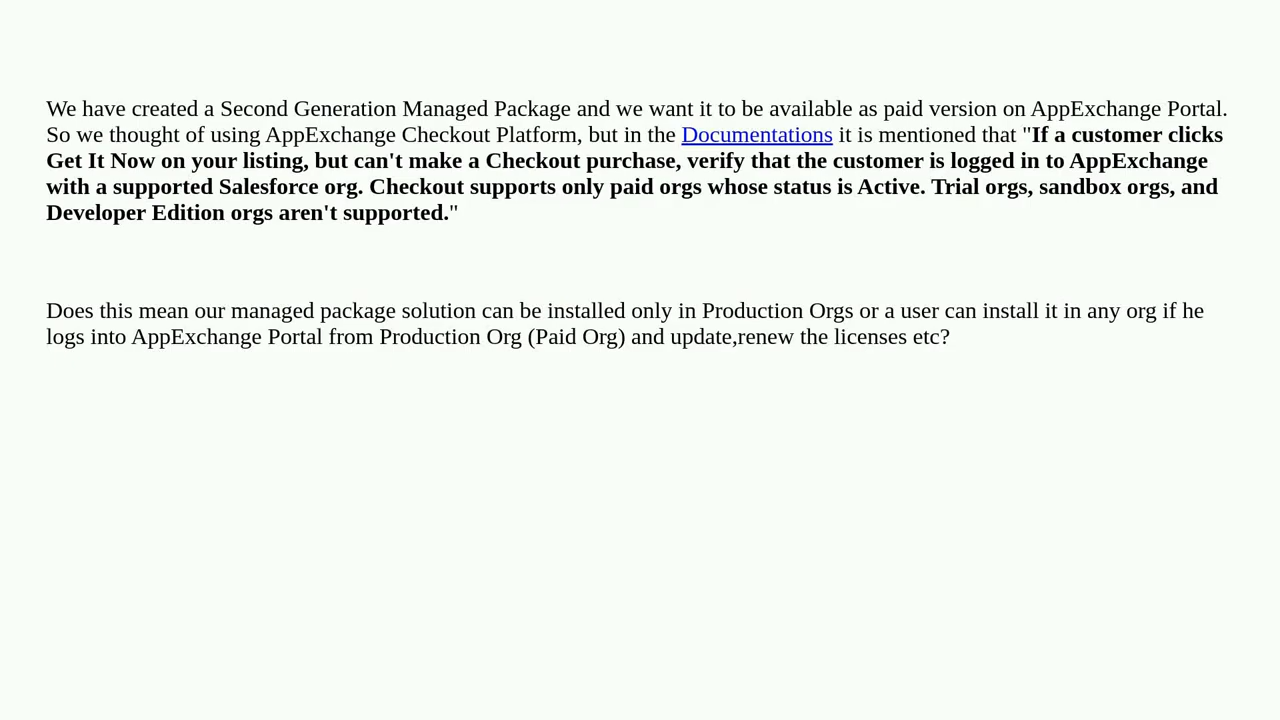 We have created a Second Generation Managed Package and we want it to be available as paid version on AppExchange Portal.
So we thought of using AppExchange Checkout Platform, but in the Documentations it is mentioned that "If a customer clicks
Get It Now on your listing, but can't make a Checkout purchase, verify that the customer is logged in to AppExchange
with a supported Salesforce org. Checkout supports only paid orgs whose status is Active. Trial orgs, sandbox orgs, and
Developer Edition orgs aren't supported."
Does this mean our managed package solution can be installed only in Production Orgs or a user can install it in any org if he
logs into AppExchange Portal from Production Org (Paid Org) and update,renew the licenses etc?